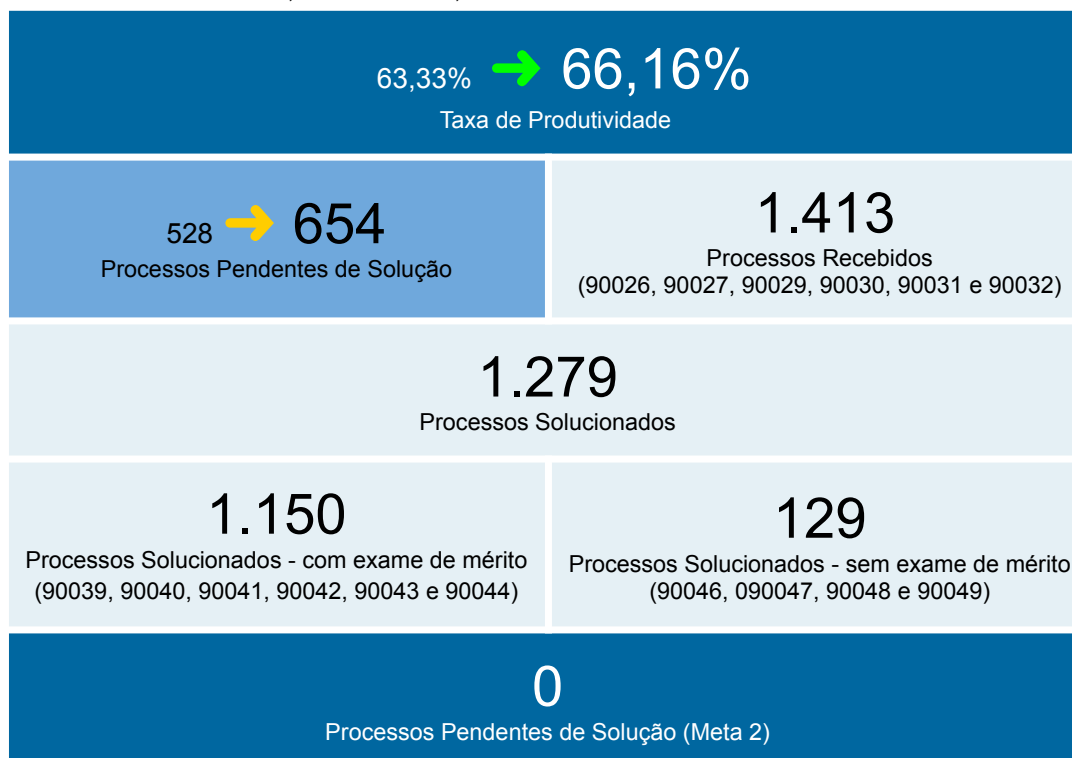 63,33% ➜ 66,16%
Taxa de Produtividade
528 ➜ 654
Processos Pendentes de Solução
1.413
Processos Recebidos
(90026, 90027, 90029, 90030, 90031 e 90032)
1.279
Processos Solucionados
1.150
Processos Solucionados - com exame de mérito
(90039, 90040, 90041, 90042, 90043 e 90044)
129
Processos Solucionados - sem exame de mérito
(90046, 090047, 90048 e 90049)
0
Processos Pendentes de Solução (Meta 2)